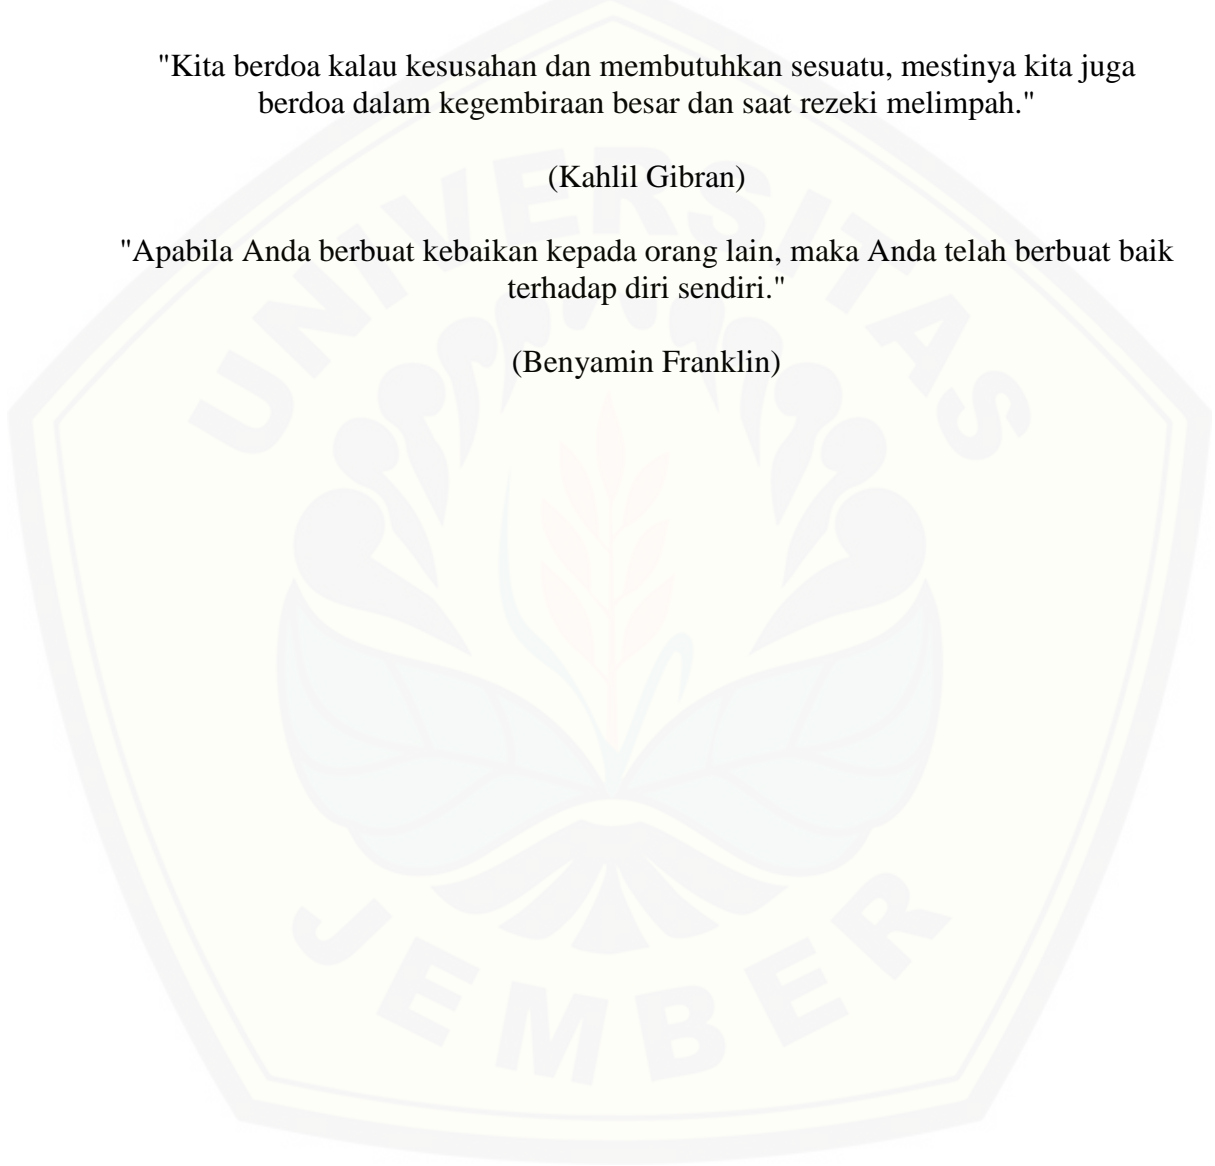 "Kita berdoa kalau kesusahan dan membutuhkan sesuatu, mestinya kita juga
berdoa dalam kegembiraan besar dan saat rezeki melimpah."
(Kahlil Gibran)
"Apabila Anda berbuat kebaikan kepada orang lain, maka Anda telah berbuat baik
terhadap diri sendiri."
(Benyamin Franklin)
UNIVERSITAS
JEMBER